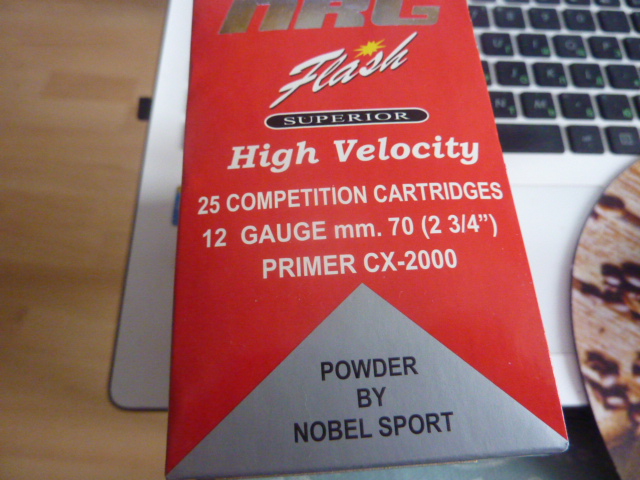 NRG
Flash
SUPERIOR
High Velocity
25 COMPETITION CARTRIDGES
12 GAUGE mm. 70 (2 3/4")
PRIMER CX-2000
POWDER
BY
NOBEL SPORT